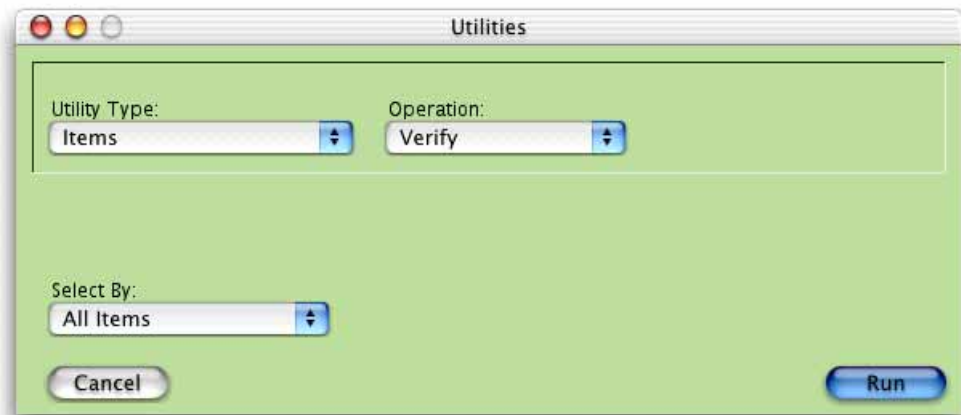 Utilities
Utility Type: Operation:
Items Verify
Select By:
All Items
Cancel Run